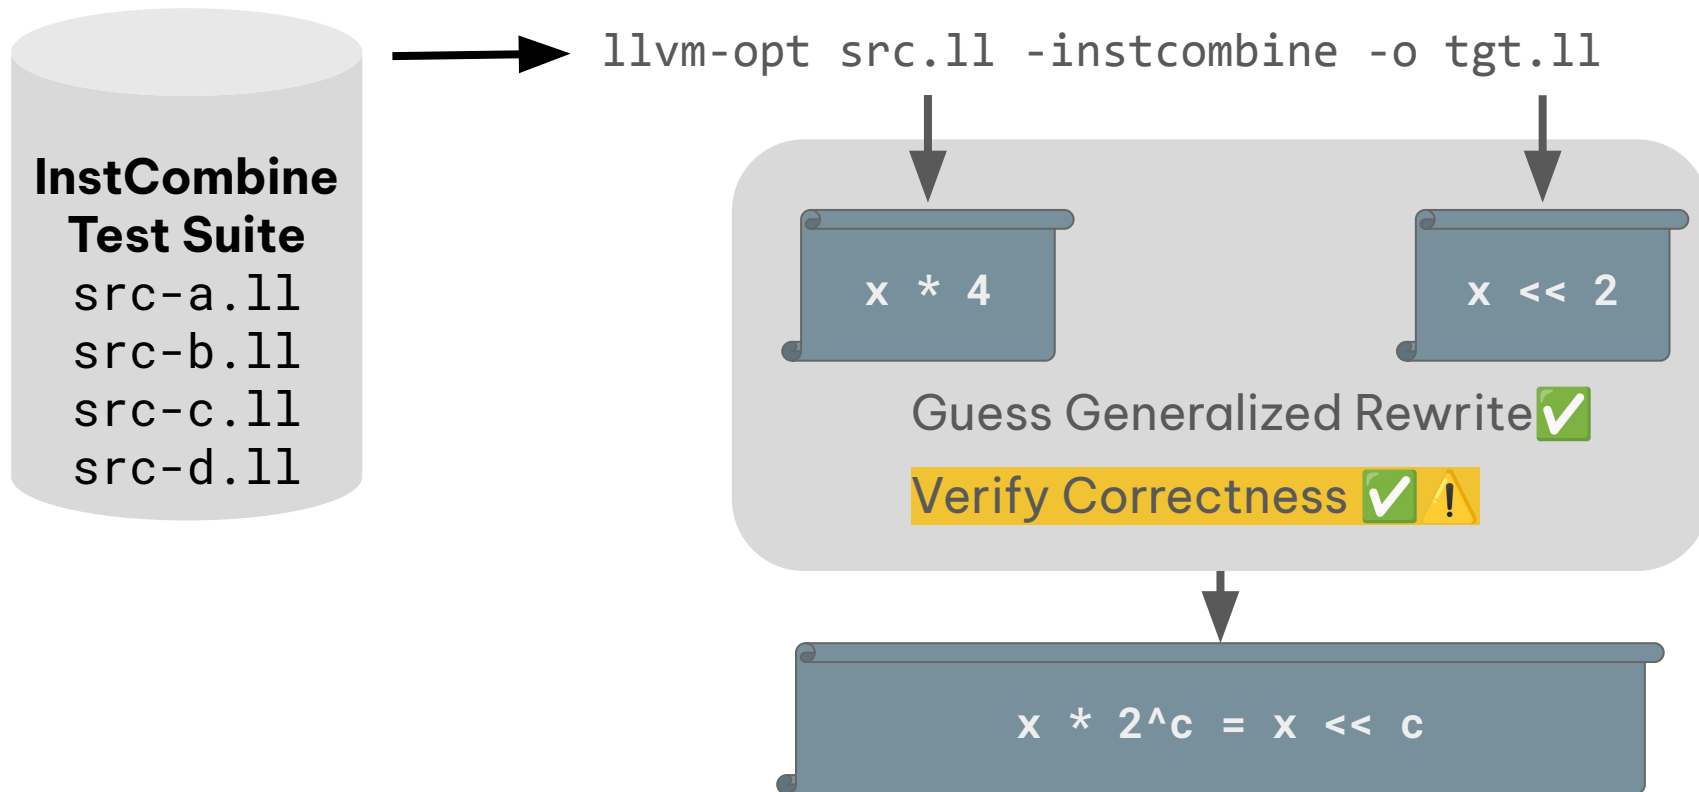 InstCombine
Test Suite
src-a.ll
src-b.ll
src-c.ll
src-d.ll
llvm-opt src.ll -instcombine -o tgt.ll
x * 4
x << 2
Guess Generalized Rewrite✅
Verify Correctness ✅⚠️
x * 2^c = x << c